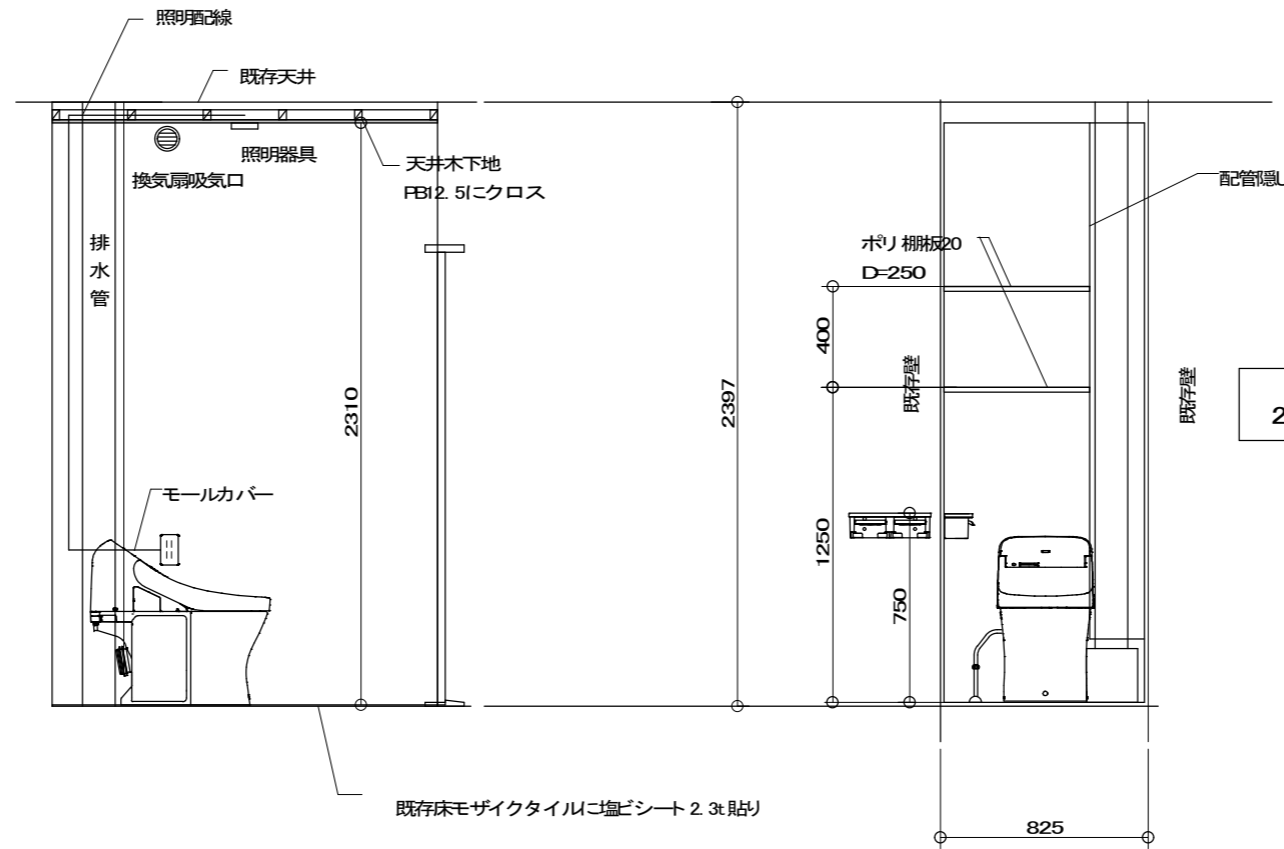 照明配線
既存天井
照明器具
換気扇吸気口
天井木下地
PB12.5にクロス
排水管
モールカバー
2310
既存床モザイクタイルに塩ビシート2.3t貼り
2397
配管隠し
ポリ棚板20
D=250
400
既存壁
既存壁
2
1250
750
825